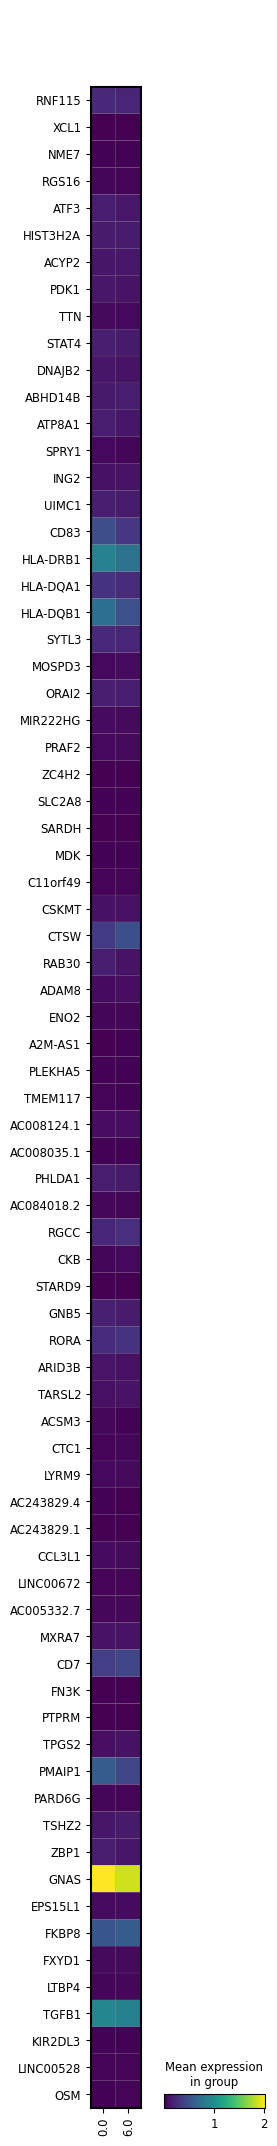 RNF115
XCL1
NME7
RGS16
ATF3
HIST3H2A
ACYP2
PDK1
TTN
STAT4
DNAJB2
ABHD14B
ATP8A1
SPRY1
ING2
UIMC1
CD83
HLA-DRB1
HLA-DQA1
HLA-DQB1
SYTL3
MOSPD3
ORAI2
MIR222HG
PRAF2
ZC4H2
SLC2A8
SARDH
MDK
C11orf49
CSKMT
CTSW
RAB30
ADAM8
ENO2
A2M-AS1
PLEKHA5
TMEM117
AC008124.1
AC008035.1
PHLDA1
AC084018.2
RGCC
CKB
STARD9
GNB5
RORA
ARID3B
TARSL2
ACSM3
CTC1
LYRM9
AC243829.4
AC243829.1
CCL3L1
LINC00672
AC005332.7
MXRA7
CD7
FN3K
PTPRM
TPGS2
PMAIP1
PARD6G
TSHZ2
ZBP1
GNAS
EPS15L1
FKBP8
FXYD1
LTBP4
TGFB1
KIR2DL3
LINC00528
OSM
0.0
6.0
Mean expression
in group
1
2